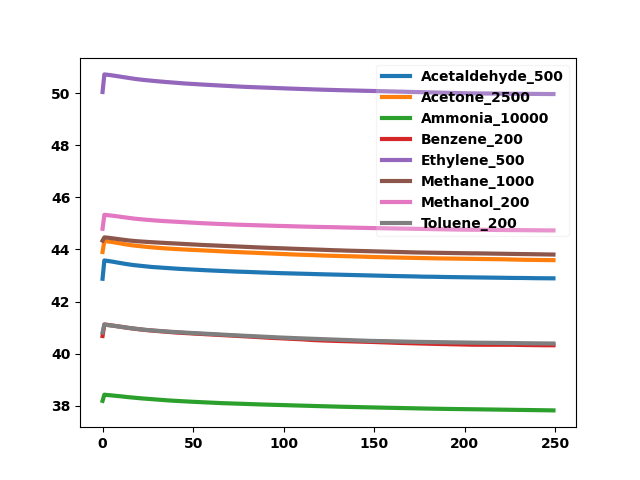 50
48
46
44
42
40
38
0
50
100
150
200
250
Acetaldehyde_500
Acetone_2500
Ammonia_10000
Benzene_200
Ethylene_500
Methane_1000
Methanol_200
Toluene_200